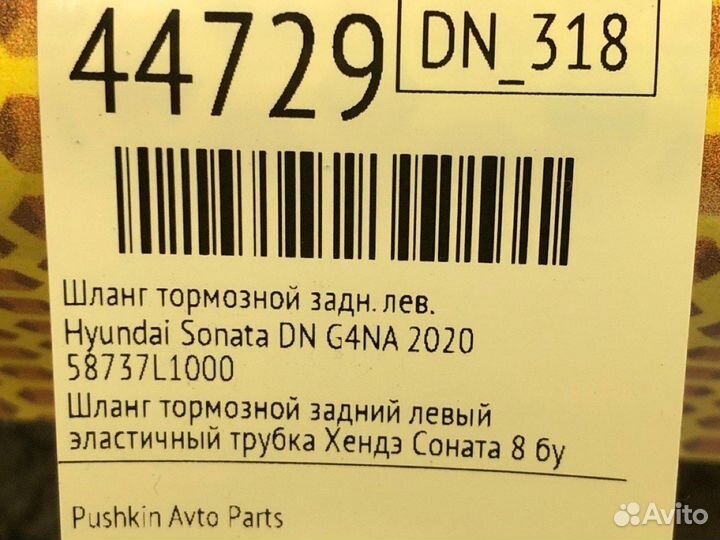 44729
DN_318
Шланг тормозной задн. лев.
Hyundai Sonata DN G4NA 2020
58737L1000
Шланг тормозной задний левый
эластичный трубка Хендэ Соната 8 бу
Pushkin Avto Parts
Avito